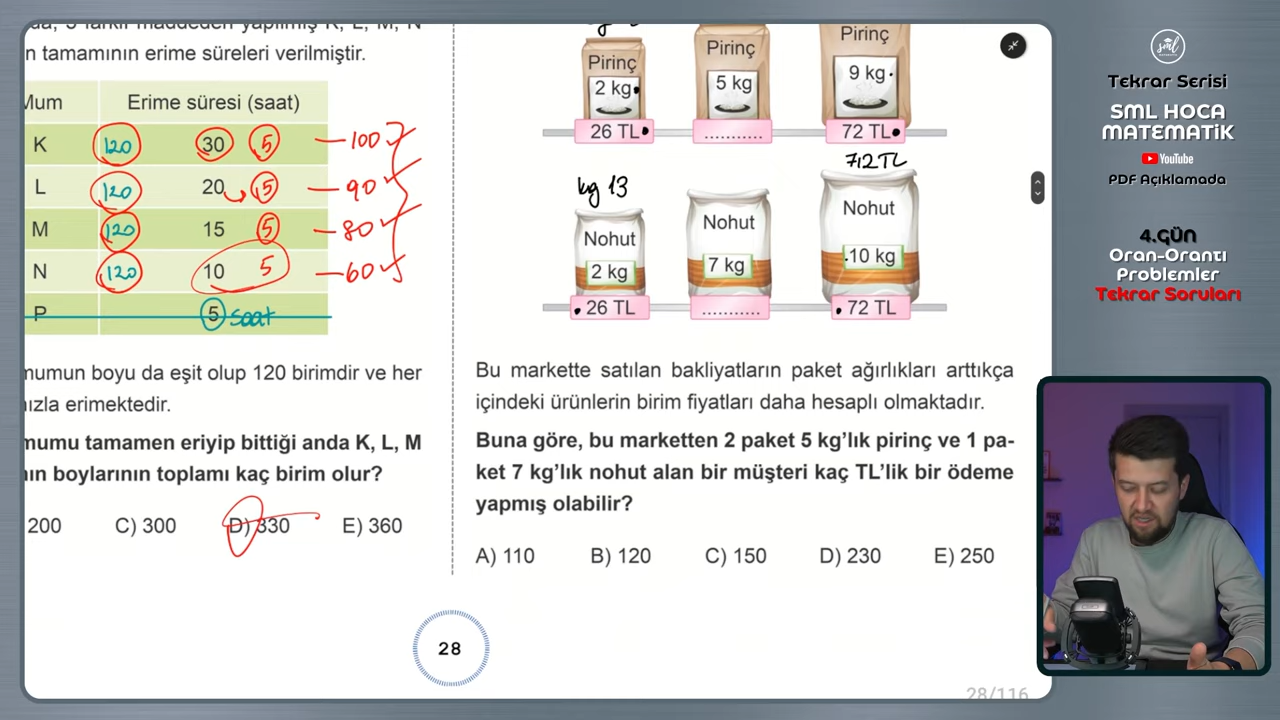 n tamamının erime süreleri verilmiştir.
Mum Erime süresi (saat)
K 120 30 5 100
L 120 20 5 90
M 120 15 5 80
N 120 10 5 60
P 5 saat
mumun boyu da eşit olup 120 birimdir ve her
ızla erimektedir.
mumu tamamen eriyip bittiği anda K, L, M
ın boylarının toplamı kaç birim olur?
200 C) 300 D) 330 E) 360
Pirinç
2 kg
26 TL
Pirinç
5 kg
............
Pirinç
9 kg
72 TL
kg 13
Nohut
2 kg
26 TL
Nohut
7 kg
............
7,2 TL
Nohut
10 kg
72 TL
Bu markette satılan bakliyatların paket ağırlıkları arttıkça
içindeki ürünlerin birim fiyatları daha hesaplı olmaktadır.
Buna göre, bu marketten 2 paket 5 kg'lık pirinç ve 1 pa-
ket 7 kg'lık nohut alan bir müşteri kaç TL'lik bir ödeme
yapmış olabilir?
A) 110 B) 120 C) 150 D) 230 E) 250
28
28/116
sml
Tekrar Serisi
SML HOCA
MATEMATİK
YouTube
PDF Açıklamada
4.GÜN
Oran-Orantı
Problemler
Tekrar Soruları